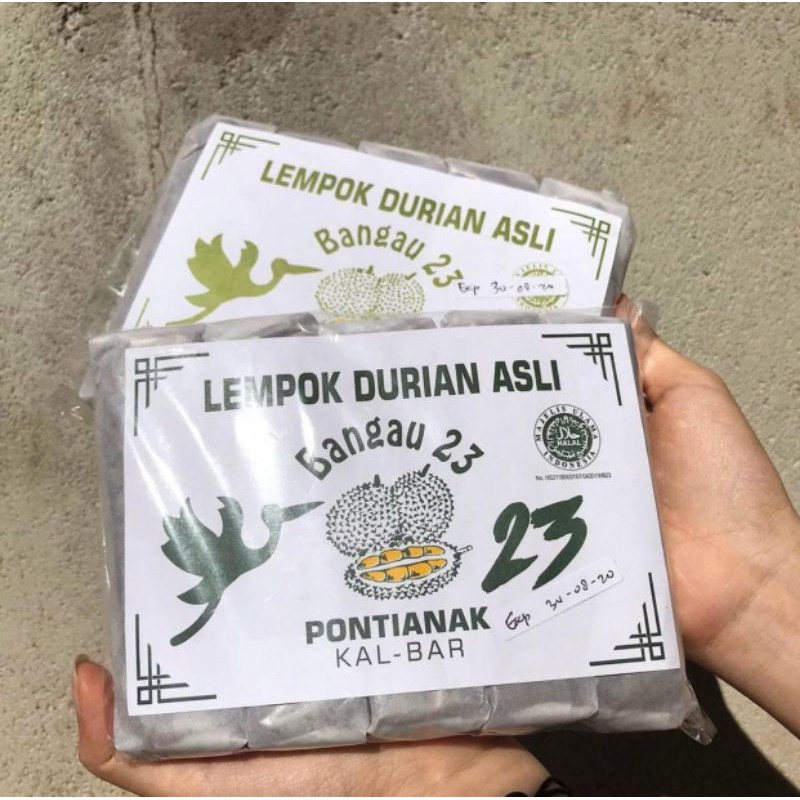 LEMPOK DURIAN ASLI
Bangau 23
Exp 30-08-20
LEMPOK DURIAN ASLI
Bangau 23
MAJELIS ULAMA
حلال
HALAL
INDONESIA
23
PONTIANAK
Exp 30-08-20
KAL-BAR